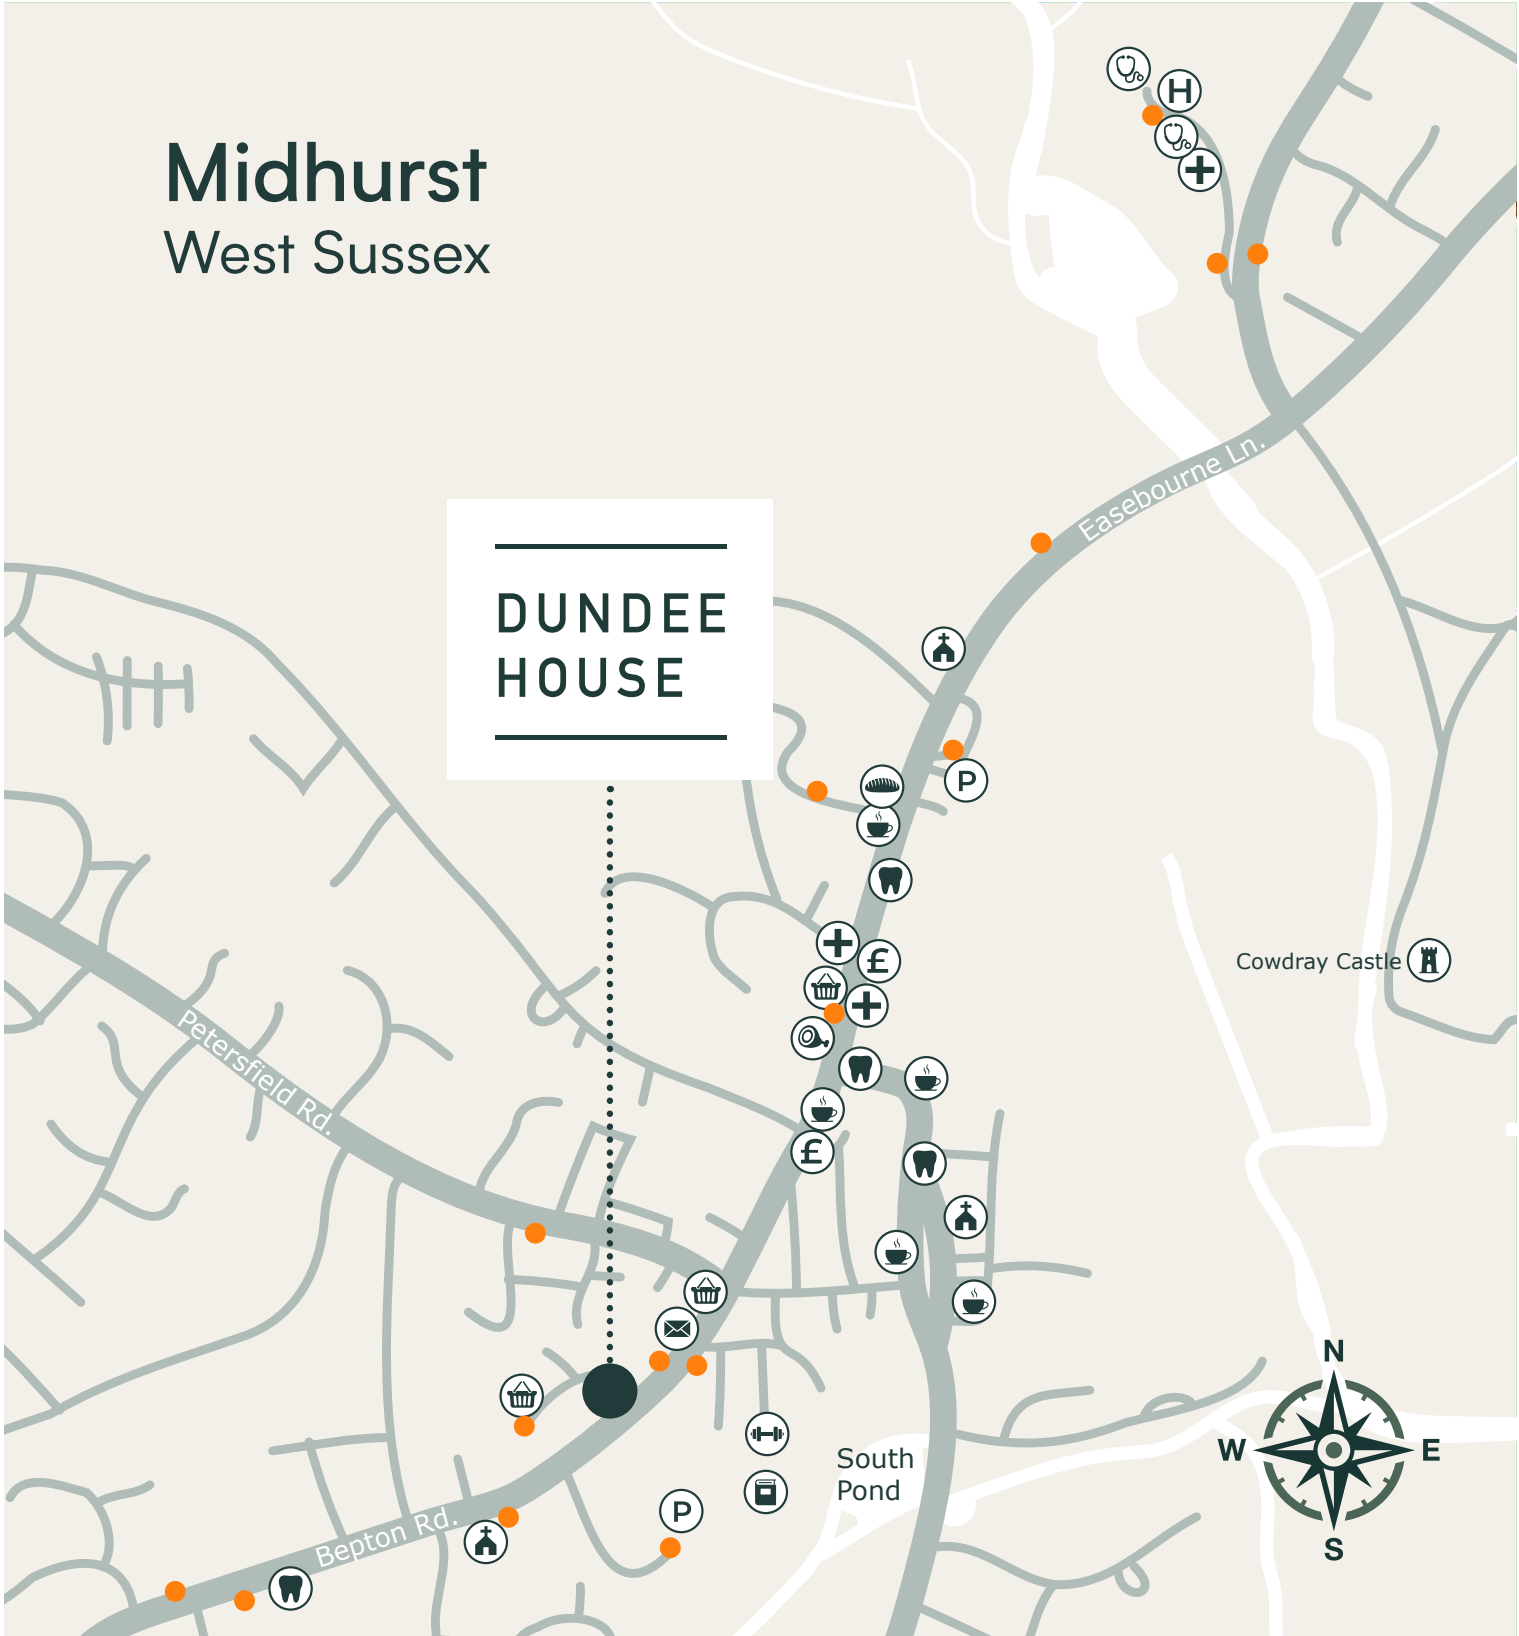 Midhurst
West Sussex
H
Easebourne Ln.
DUNDEE
HOUSE
P
£
Cowdray Castle
Petersfield Rd.
£
N
W
E
S
South
Pond
P
Bepton Rd.